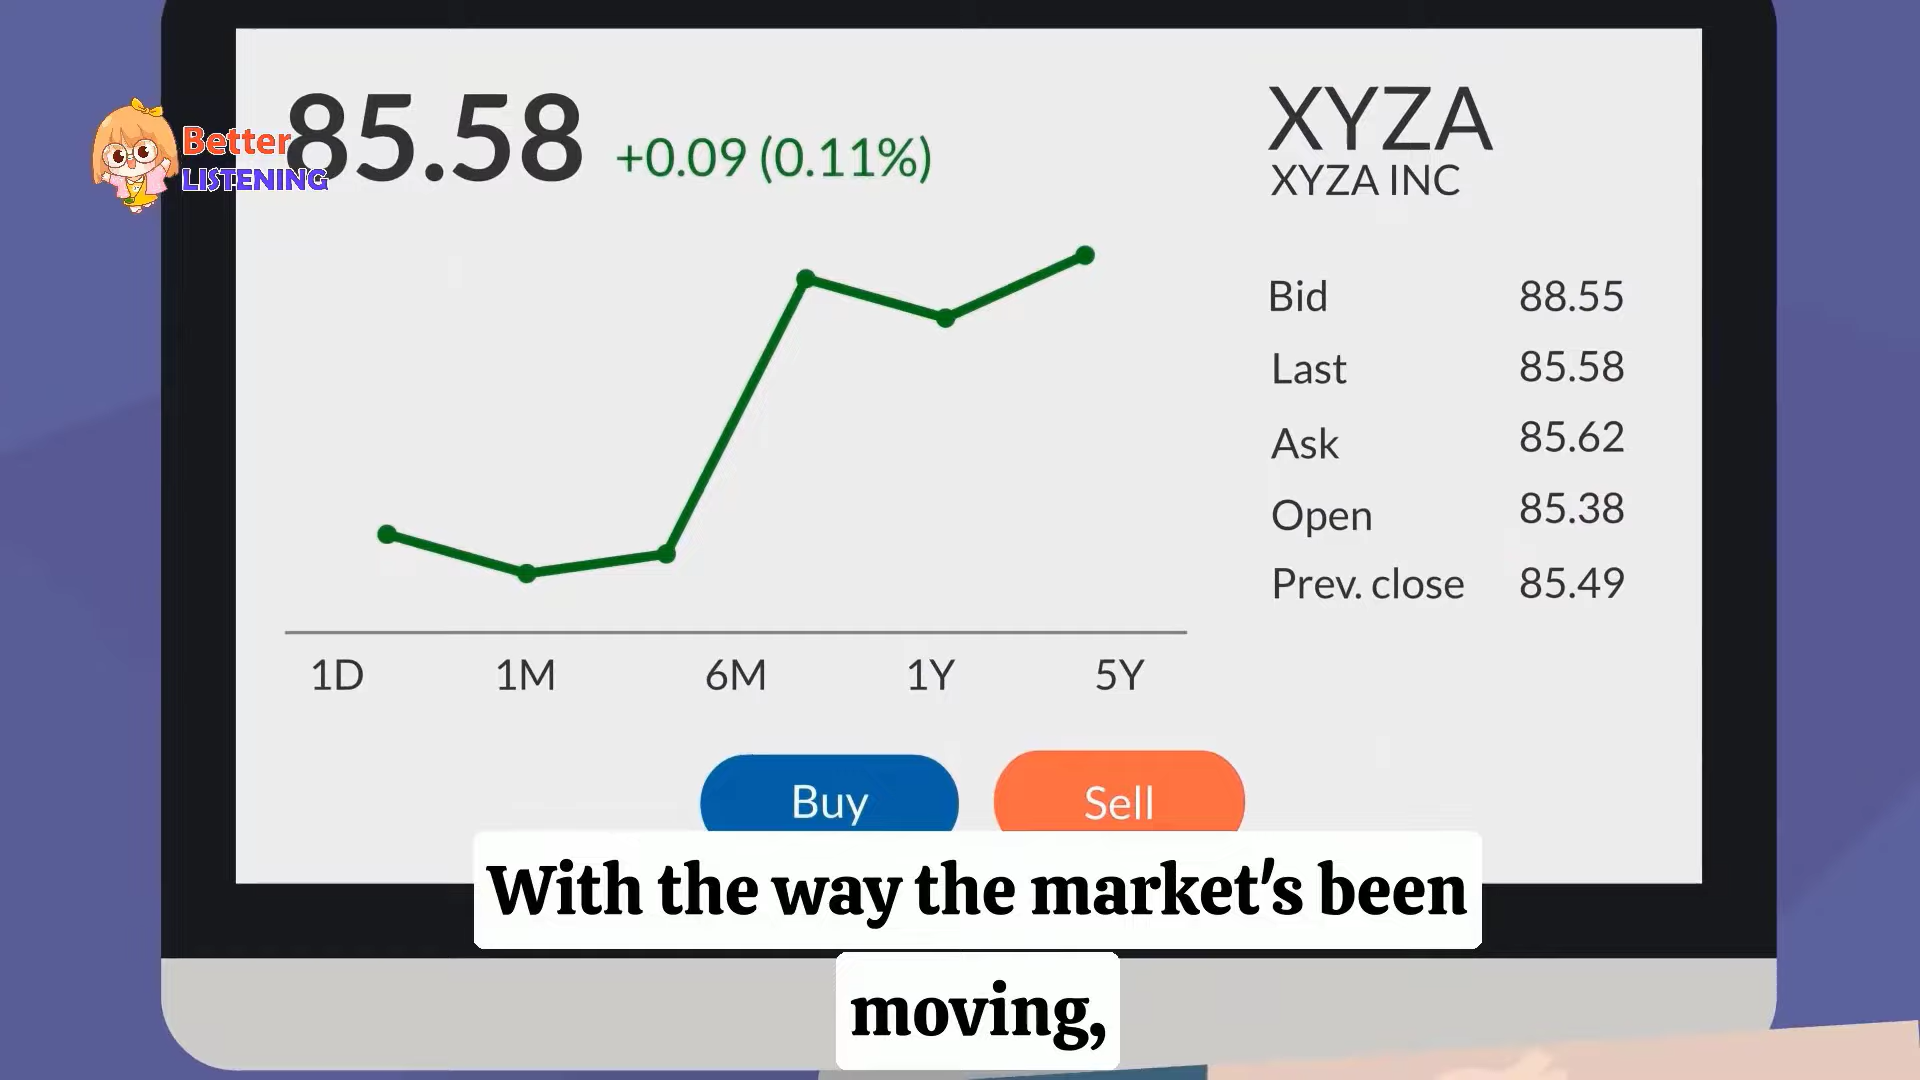 85.58 +0.09 (0.11%)
Better
LISTENING
XYZA
XYZA INC
Bid 88.55
Last 85.58
Ask 85.62
Open 85.38
Prev. close 85.49
1D 1M 6M 1Y 5Y
Buy Sell
With the way the market's been
moving,